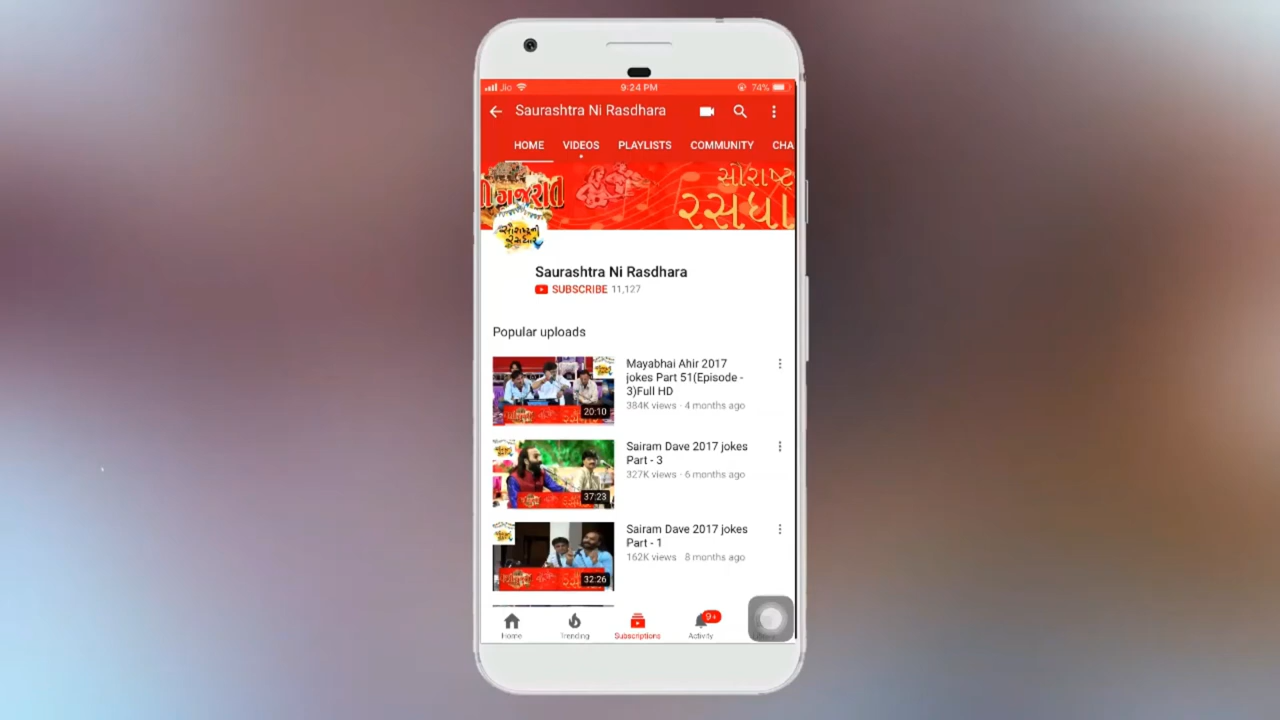 Jio
9:24 PM
74%
Saurashtra Ni Rasdhara
HOME VIDEOS PLAYLISTS COMMUNITY CHA
ગુજરાતી
સૌરાષ્ટ્ર
રસધા
સૌરાષ્ટ્રની
રસધાર
Saurashtra Ni Rasdhara
SUBSCRIBE 11,127
Popular uploads
Mayabhai Ahir 2017
jokes Part 51(Episode -
3)Full HD
384K views · 4 months ago
20:10
Sairam Dave 2017 jokes
Part - 3
327K views · 6 months ago
37:23
Sairam Dave 2017 jokes
Part - 1
162K views · 8 months ago
32:26
9+
Home Trending Subscriptions Activity